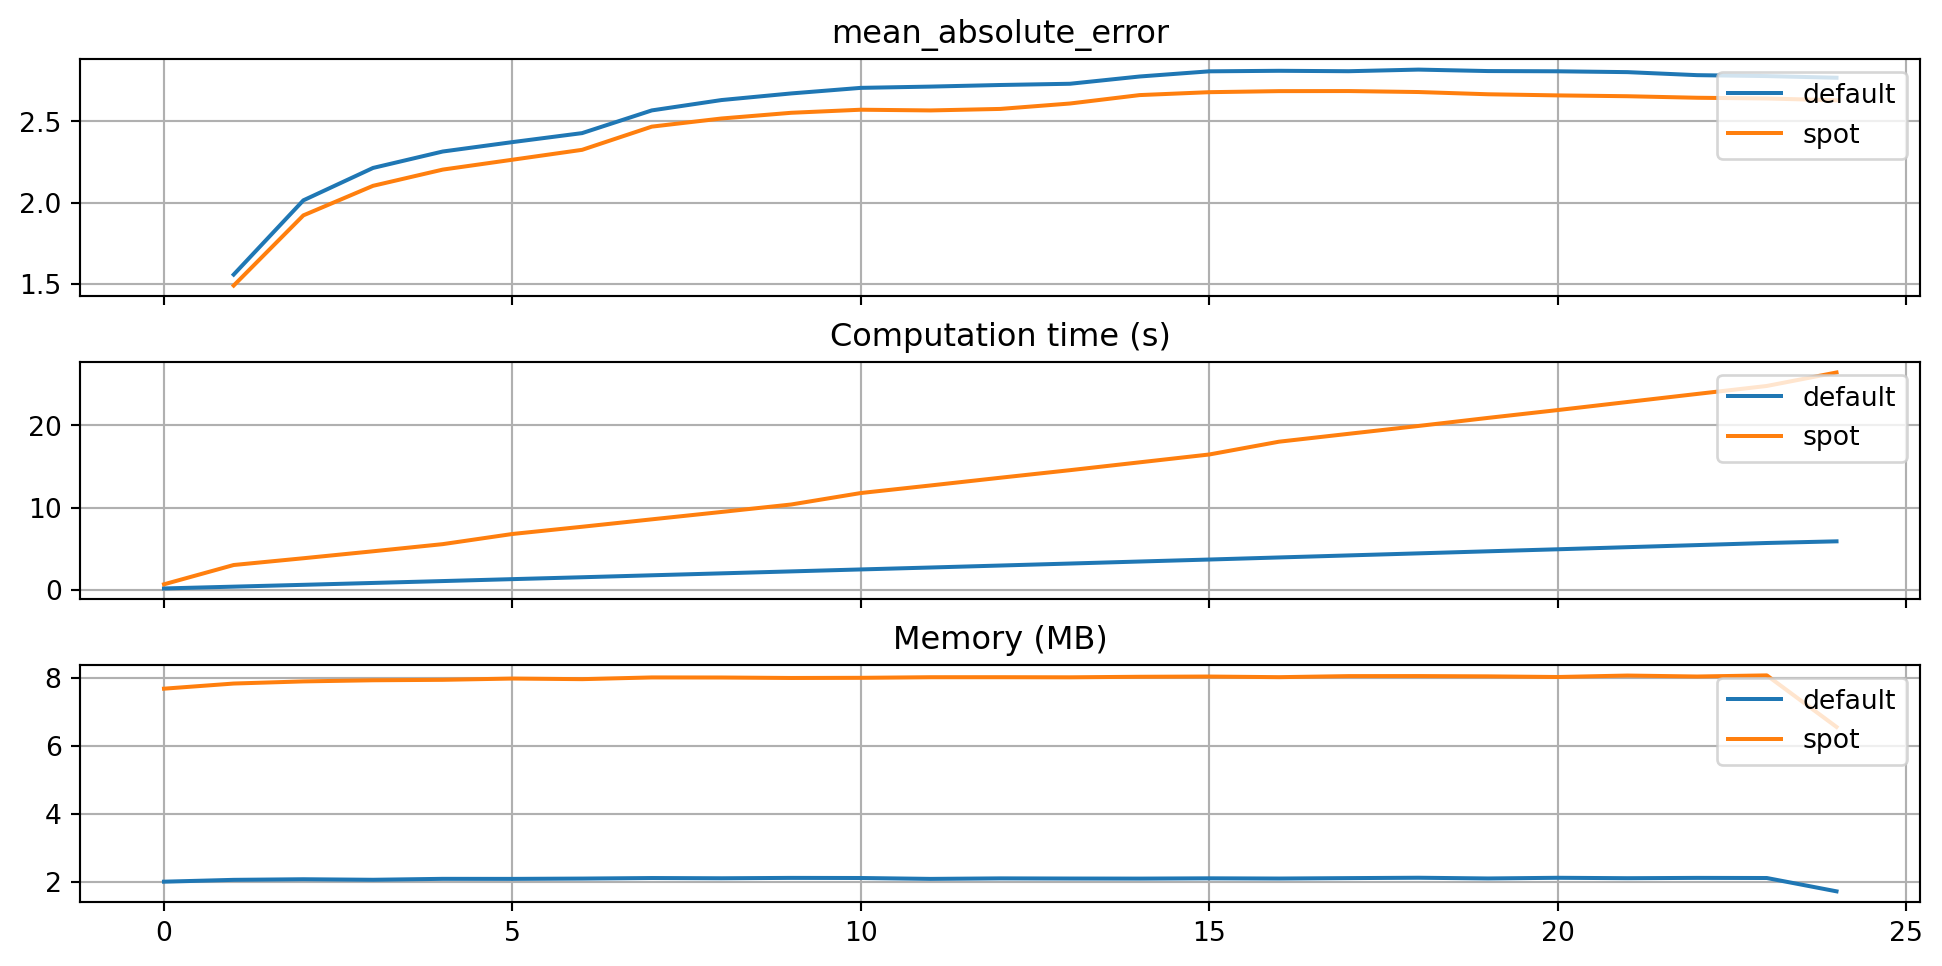 mean_absolute_error
2.5
2.0
1.5
default
spot
Computation time (s)
20
10
0
default
spot
Memory (MB)
8
6
4
2
default
spot
0 5 10 15 20 25